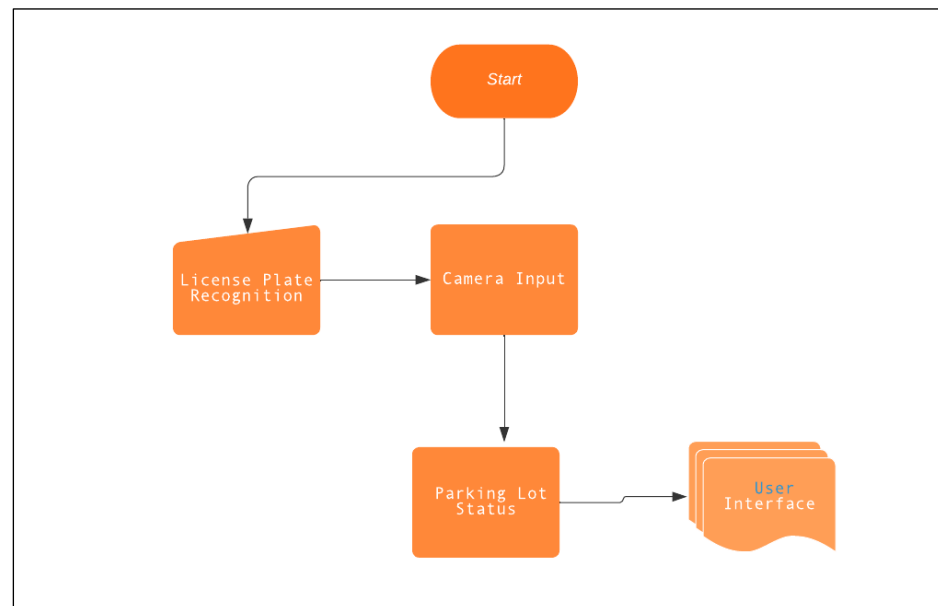 Start
License Plate
Recognition
Camera Input
Parking Lot
Status
User
Interface